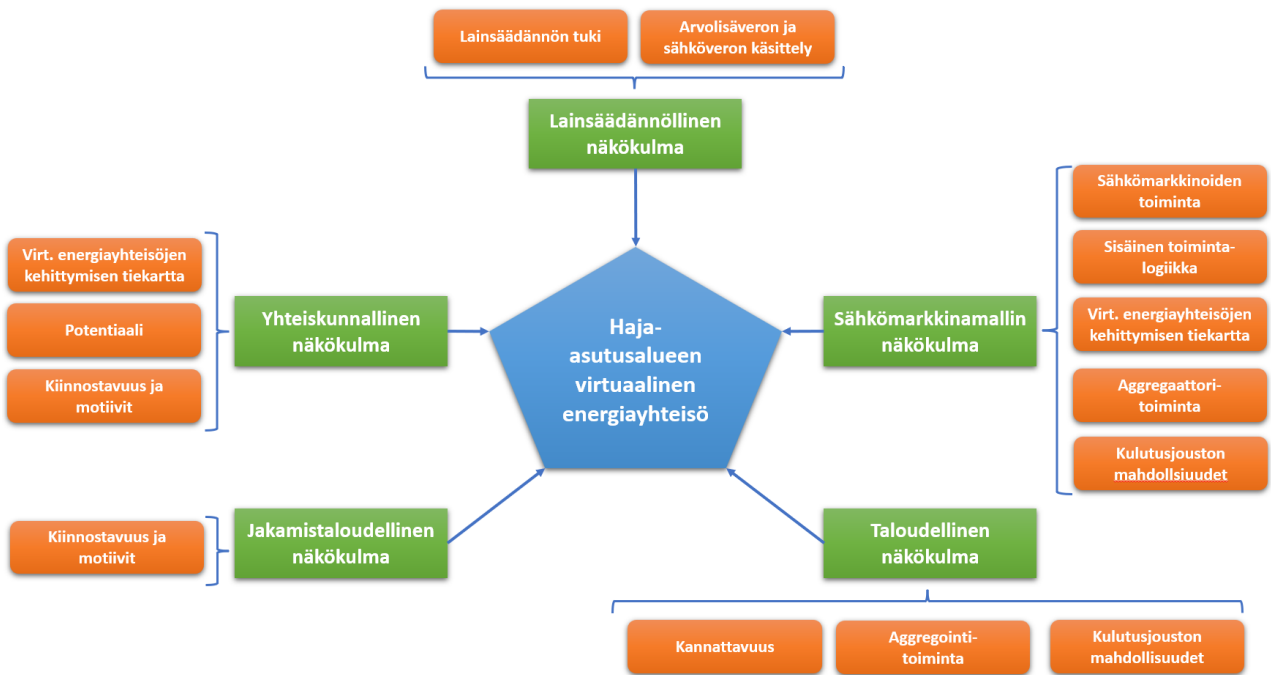 Lainsäädännön tuki
Arvolisäveron ja
sähköveron käsittely
Lainsäädännöllinen
näkökulma
Virt. energiayhteisöjen
kehittymisen tiekartta
Potentiaali
Kiinnostavuus ja
motiivit
Yhteiskunnallinen
näkökulma
Haja-
asutusalueen
virtuaalinen
energiayhteisö
Sähkömarkkinamallin
näkökulma
Sähkömarkkinoiden
toiminta
Sisäinen toiminta-
logiikka
Virt. energiayhteisöjen
kehittymisen tiekartta
Aggregaattori-
toiminta
Kulutusjouston
mahdollsiuudet
Kiinnostavuus ja
motiivit
Jakamistaloudellinen
näkökulma
Taloudellinen
näkökulma
Kannattavuus
Aggregointi-
toiminta
Kulutusjouston
mahdollisuudet